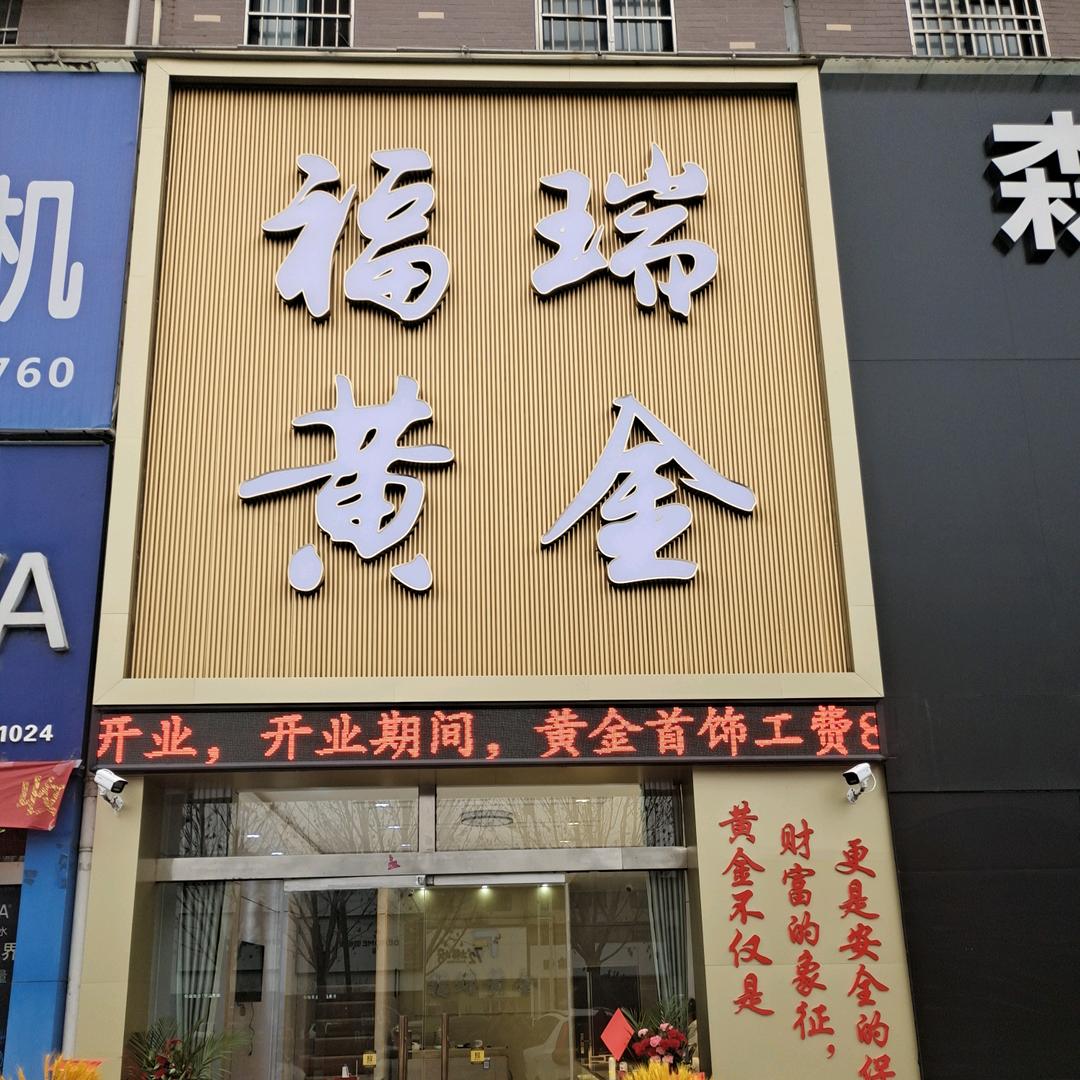 福瑞
黄金
开业，开业期间，黄金首饰工费8
黄金不仅是
财富的象征，
更是安全的保
机
760
A
1024
森